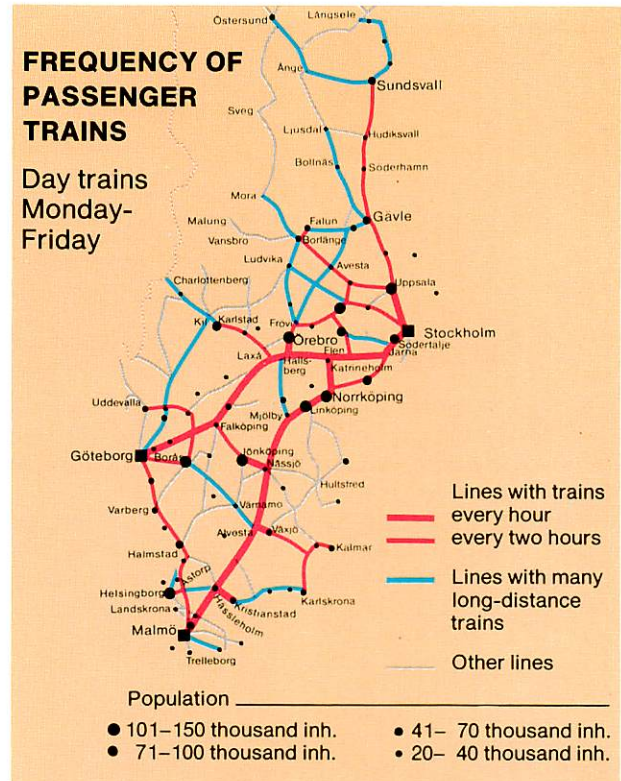 FREQUENCY OF
PASSENGER
TRAINS
Day trains
Monday-
Friday
Östersund
Långsele
Ånge
Sundsvall
Sveg
Ljusdal
Hudiksvall
Bollnäs
Söderhamn
Mora
Gävle
Malung
Falun
Vansbro
Borlänge
Ludvika
Avesta
Charlottenberg
Uppsala
Kil
Karlstad
Frövi
Stockholm
Örebro
Södertälje
Laxå
Flen
Järna
Halls-
berg
Katrineholm
Norrköping
Uddevalla
Mjölby
Linköping
Falköping
Göteborg
Borås
Jönköping
Nässjö
Hultsfred
Värnamo
Varberg
Alvesta
Växjö
Kalmar
Halmstad
Åstorp
Helsingborg
Karlskrona
Landskrona
Hässleholm
Kristianstad
Malmö
Trelleborg
Lines with trains
every hour
every two hours
Lines with many
long-distance
trains
Other lines
Population
101–150 thousand inh.
71–100 thousand inh.
41– 70 thousand inh.
20– 40 thousand inh.